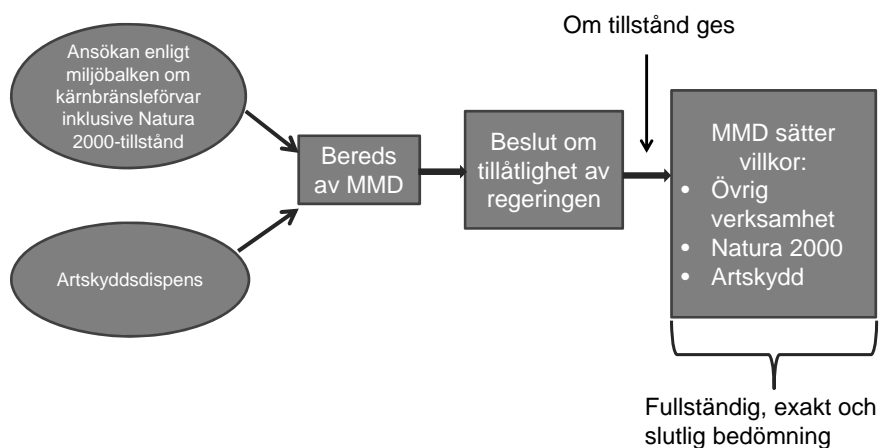 Om tillstånd ges
Ansökan enligt
miljöbalken om
kärnbränsleförvar
inklusive Natura
2000-tillstånd
Artskyddsdispens
Bereds
av MMD
Beslut om
tillåtlighet av
regeringen
MMD sätter
villkor:
• Övrig
verksamhet
• Natura 2000
• Artskydd
Fullständig, exakt och
slutlig bedömning